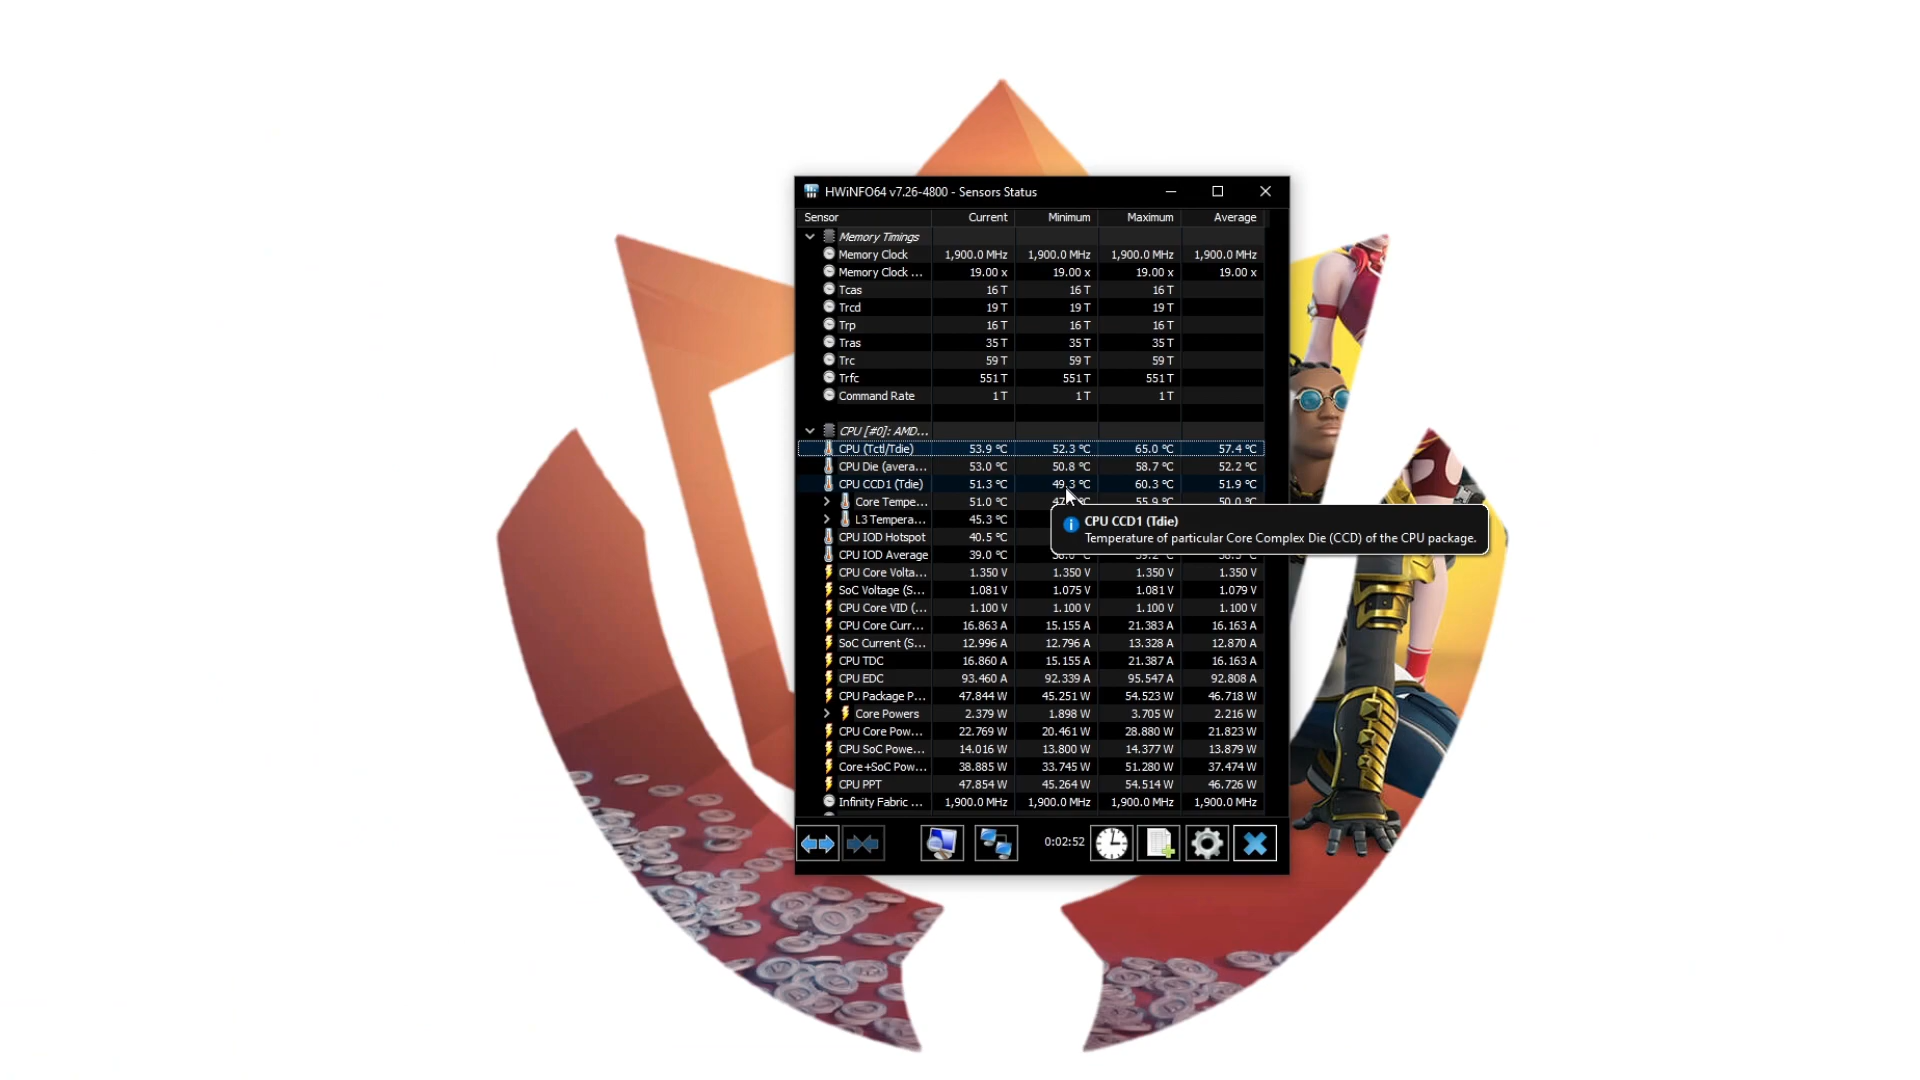 HWiNFO64 v7.26-4800 - Sensors Status
Sensor Current Minimum Maximum Average
Memory Timings
Memory Clock 1,900.0 MHz 1,900.0 MHz 1,900.0 MHz 1,900.0 MHz
Memory Clock ... 19.00 x 19.00 x 19.00 x 19.00 x
Tcas 16 T 16 T 16 T
Trcd 19 T 19 T 19 T
Trp 16 T 16 T 16 T
Tras 35 T 35 T 35 T
Trc 59 T 59 T 59 T
Trfc 551 T 551 T 551 T
Command Rate 1 T 1 T 1 T
CPU [#0]: AMD...
CPU (Tctl/Tdie) 53.9 °C 52.3 °C 65.0 °C 57.4 °C
CPU Die (avera... 53.0 °C 50.8 °C 58.7 °C 52.2 °C
CPU CCD1 (Tdie) 51.3 °C 49.3 °C 60.3 °C 51.9 °C
Core Tempe... 51.0 °C 55.9 °C 50.0 °C
L3 Tempera... 45.3 °C
CPU CCD1 (Tdie)
Temperature of particular Core Complex Die (CCD) of the CPU package.
CPU IOD Hotspot 40.5 °C
CPU IOD Average 39.0 °C
CPU Core Volta... 1.350 V 1.350 V 1.350 V 1.350 V
SoC Voltage (S... 1.081 V 1.075 V 1.081 V 1.079 V
CPU Core VID (... 1.100 V 1.100 V 1.100 V 1.100 V
CPU Core Curr... 16.863 A 15.155 A 21.383 A 16.163 A
SoC Current (S... 12.996 A 12.796 A 13.328 A 12.870 A
CPU TDC 16.860 A 15.155 A 21.387 A 16.163 A
CPU EDC 93.460 A 92.339 A 95.547 A 92.808 A
CPU Package P... 47.844 W 45.251 W 54.523 W 46.718 W
Core Powers 2.379 W 1.898 W 3.705 W 2.216 W
CPU Core Pow... 22.769 W 20.461 W 28.880 W 21.823 W
CPU SoC Powe... 14.016 W 13.800 W 14.377 W 13.879 W
Core+SoC Pow... 38.885 W 33.745 W 51.280 W 37.474 W
CPU PPT 47.854 W 45.264 W 54.514 W 46.726 W
Infinity Fabric ... 1,900.0 MHz 1,900.0 MHz 1,900.0 MHz 1,900.0 MHz
0:02:52